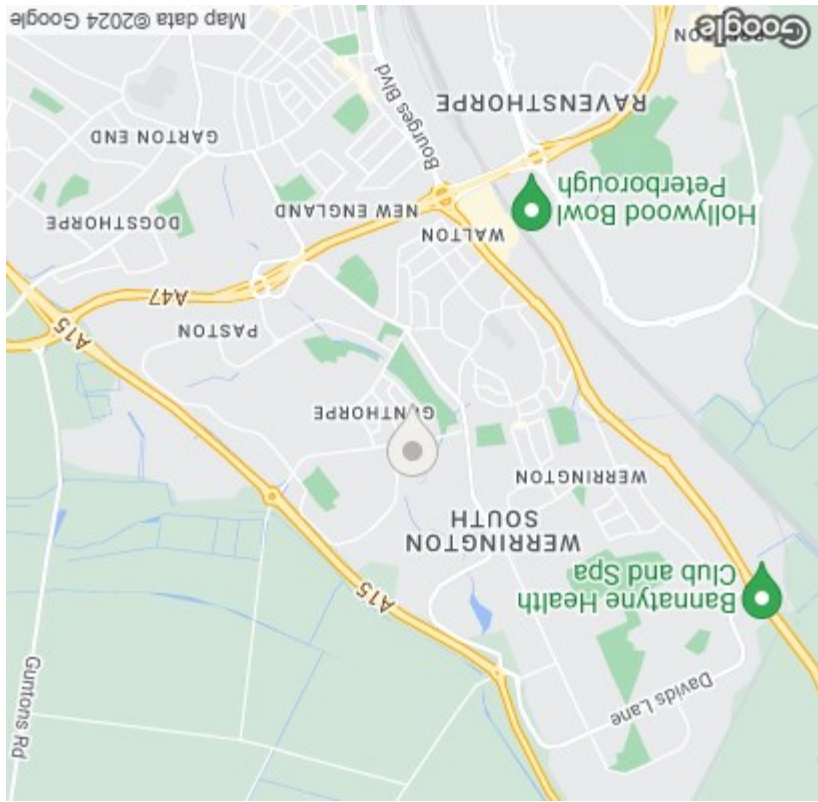 Davids Lane
Guntons Rd
Bannatyne Health
Club and Spa
A15
WERRINGTON
SOUTH
WERRINGTON
GUNTHORPE
PASTON
A15
A47
WALTON
NEW ENGLAND
DOGSTHORPE
Hollywood Bowl
Peterborough
GARTON END
Bourges Blvd
RAVENSTHORPE
Google
Map data ©2024 Google